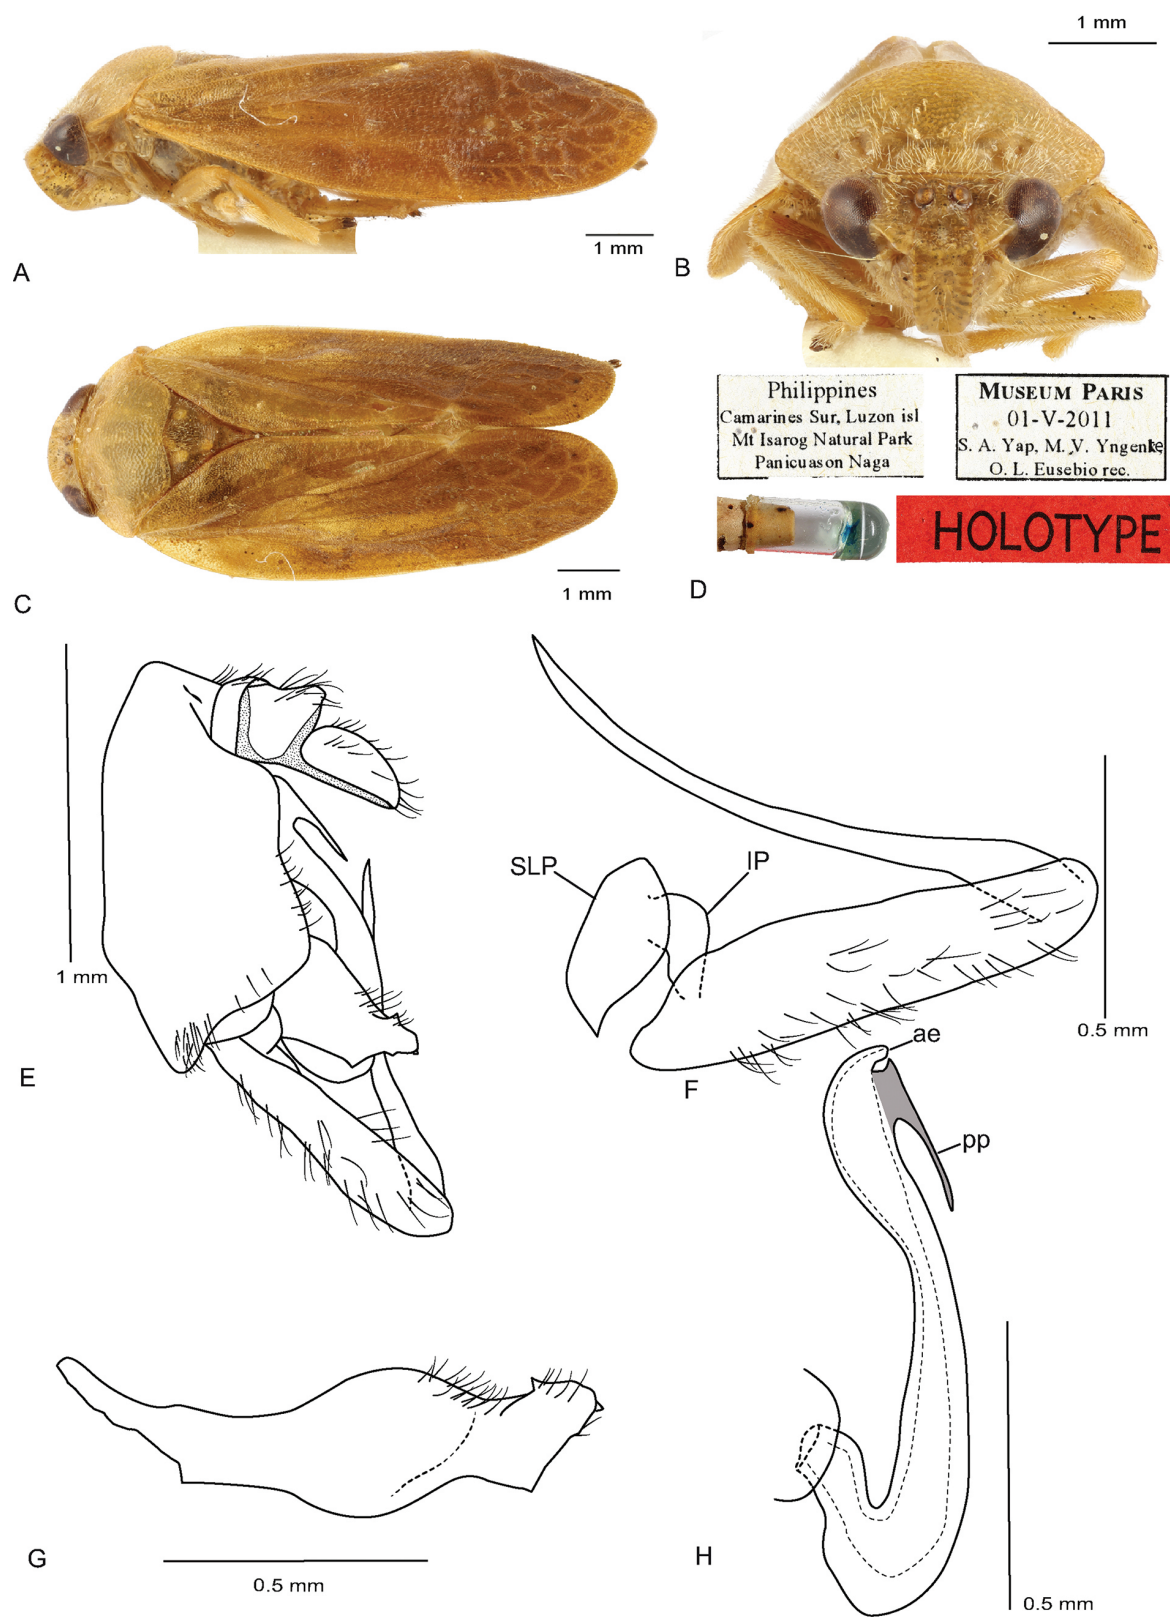 1 mm
1 mm
A
B
Philippines
Camarines Sur, Luzon isl
Mt Isarog Natural Park
Panicuason Naga
MUSEUM PARIS
01-V-2011
S. A. Yap, M. V. Yngente,
O. L. Eusebio rec.
HOLOTYPE
1 mm
C
D
SLP
IP
1 mm
0.5 mm
E
F
ae
pp
G
0.5 mm
H
0.5 mm